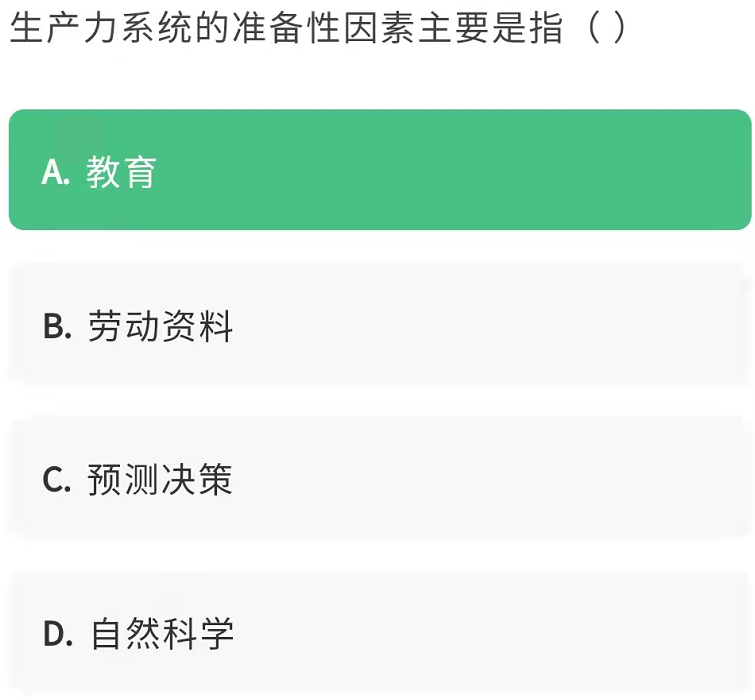 生产力系统的准备性因素主要是指（ ）
A. 教育
B. 劳动资料
C. 预测决策
D. 自然科学